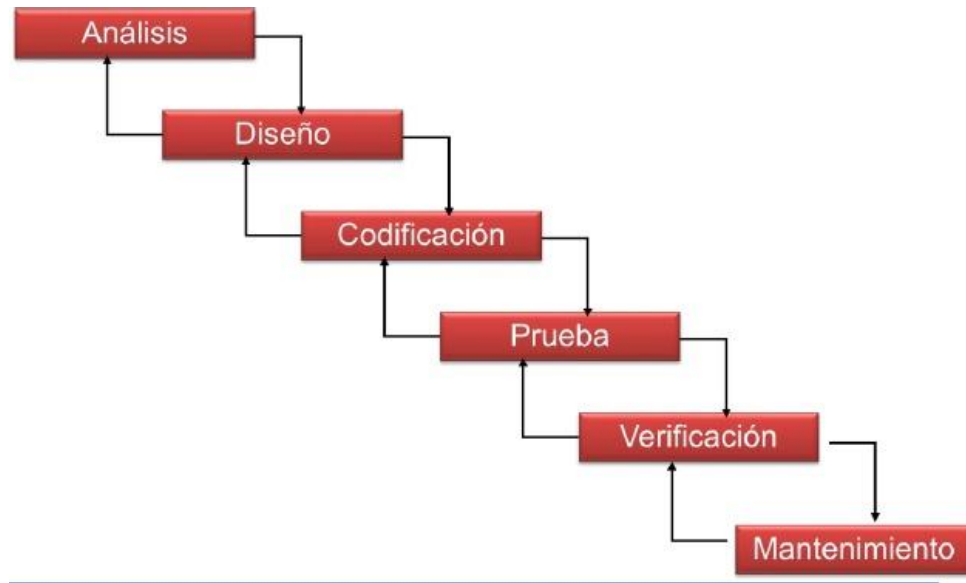 Análisis
Diseño
Codificación
Prueba
Verificación
Mantenimiento